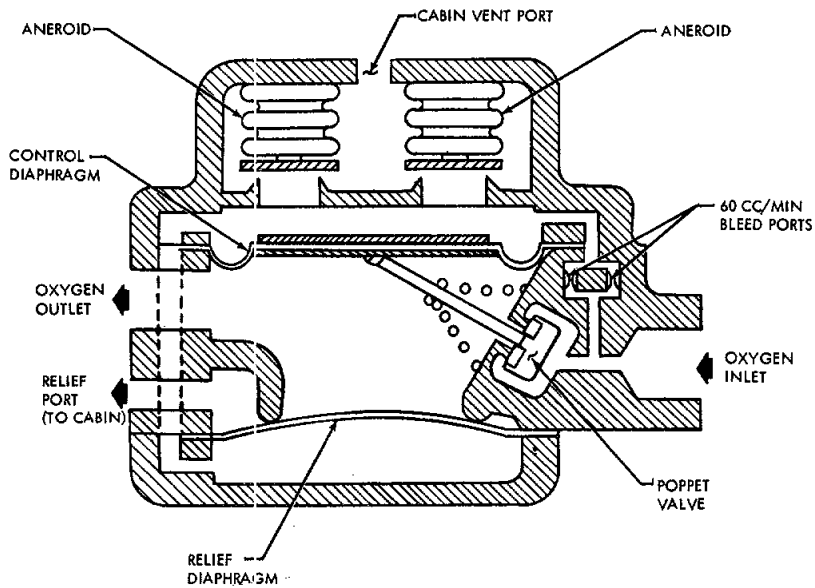 CABIN VENT PORT
ANEROID
ANEROID
CONTROL
DIAPHRAGM
60 CC/MIN
BLEED PORTS
OXYGEN
OUTLET
OXYGEN
INLET
RELIEF
PORT
(TO CABIN)
POPPET
VALVE
RELIEF
DIAPHRAGM